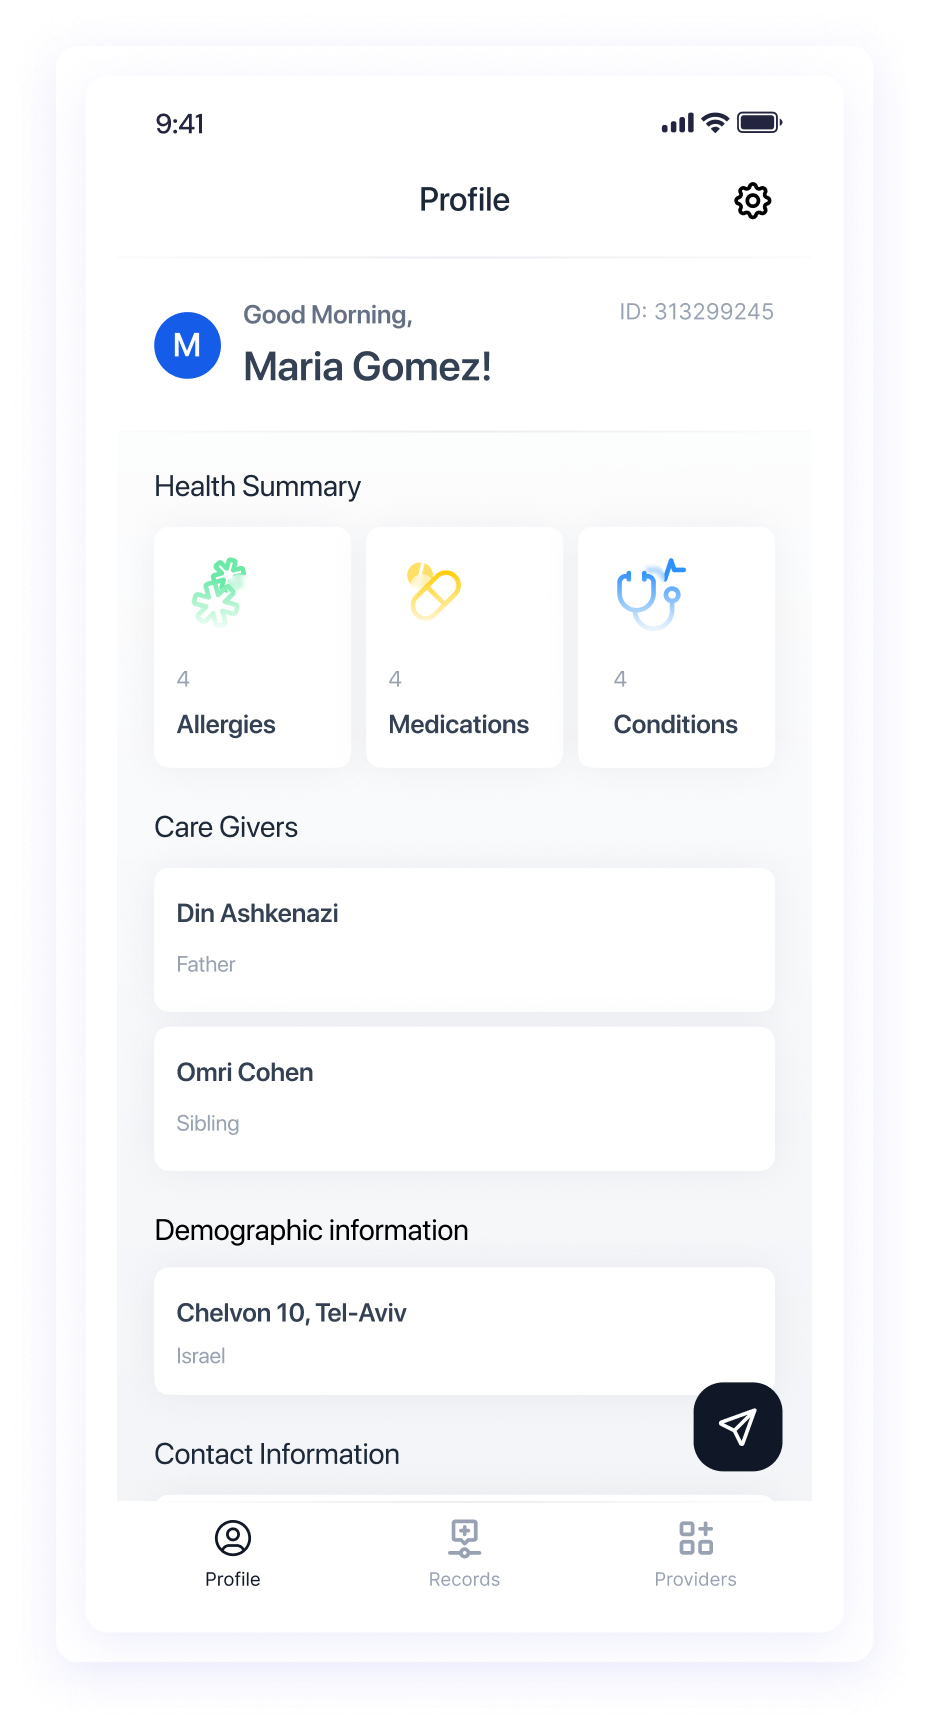 9:41
Profile
M
Good Morning,
ID: 313299245
Maria Gomez!
Health Summary
4
Allergies
4
Medications
4
Conditions
Care Givers
Din Ashkenazi
Father
Omri Cohen
Sibling
Demographic information
Chelvon 10, Tel-Aviv
Israel
Contact Information
Profile
Records
Providers